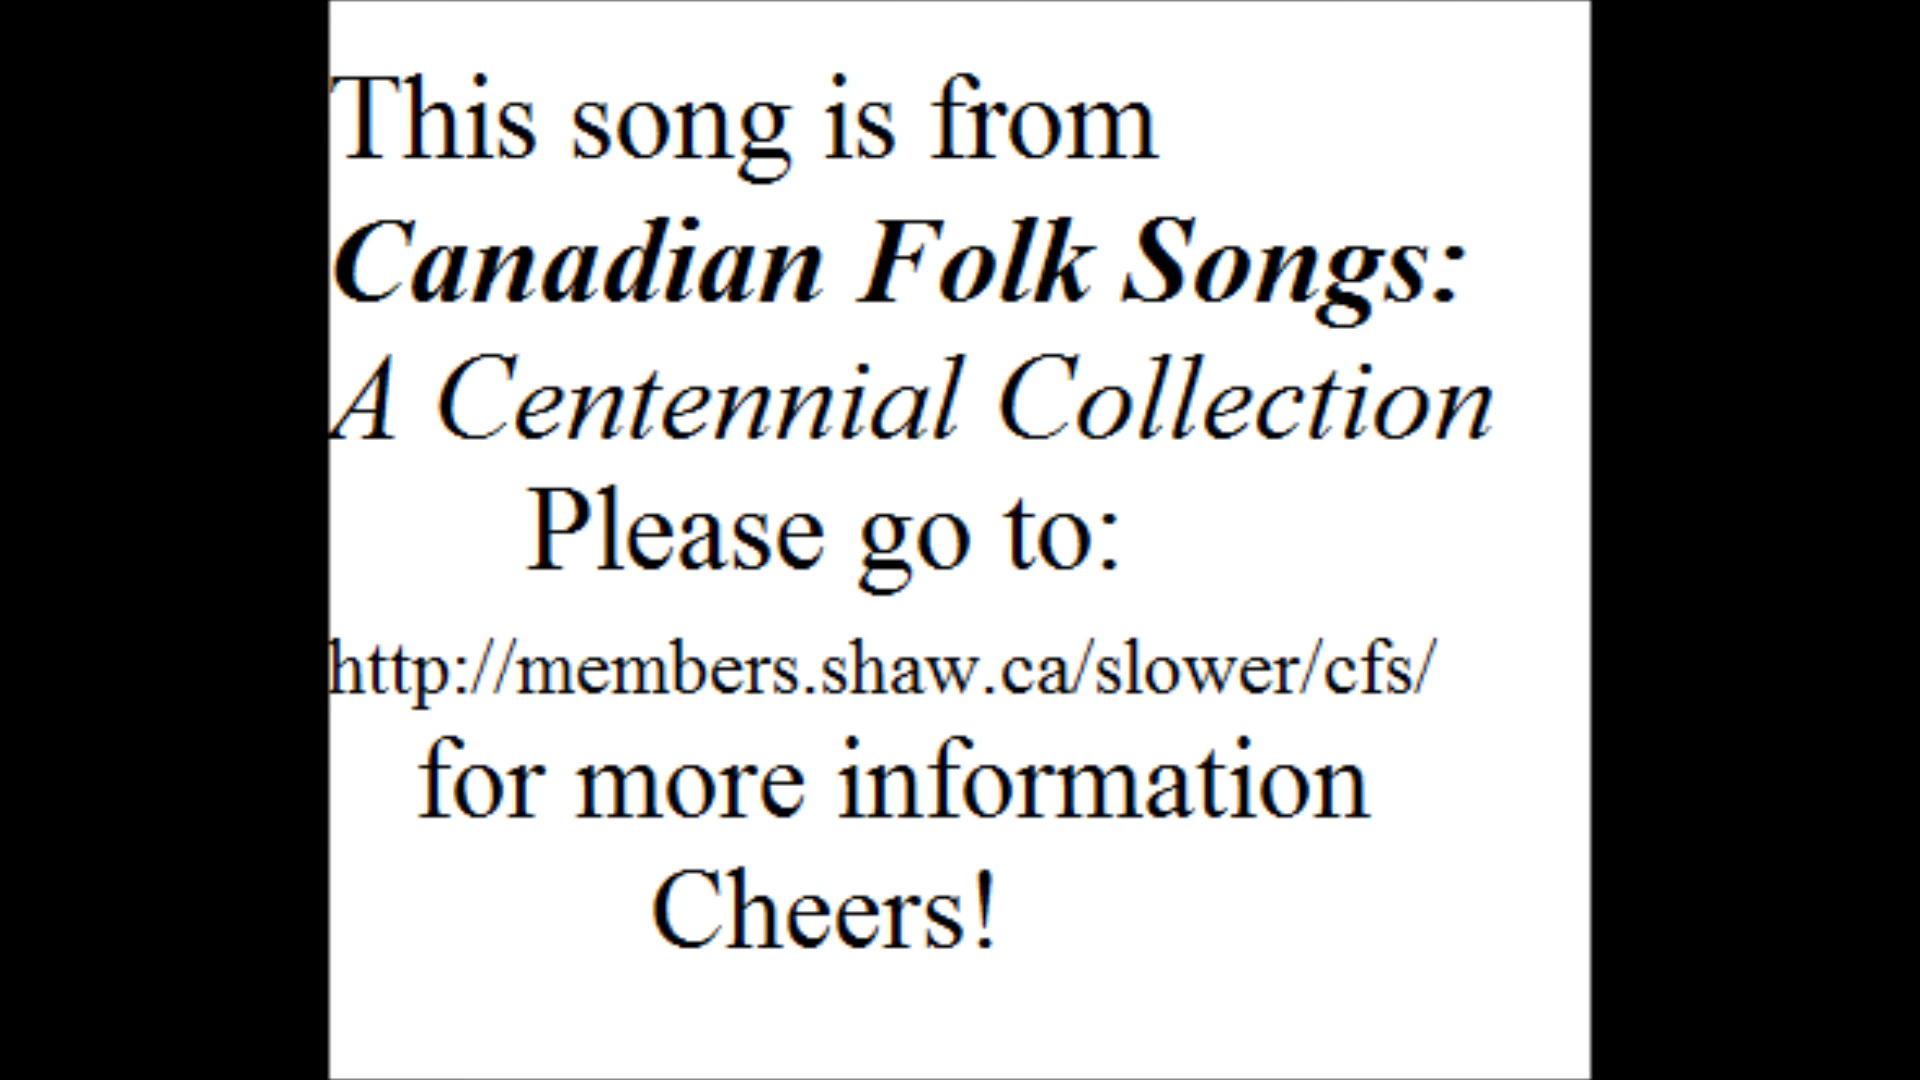 This song is from
Canadian Folk Songs:
A Centennial Collection
Please go to:
http://members.shaw.ca/slower/cfs/
for more information
Cheers!